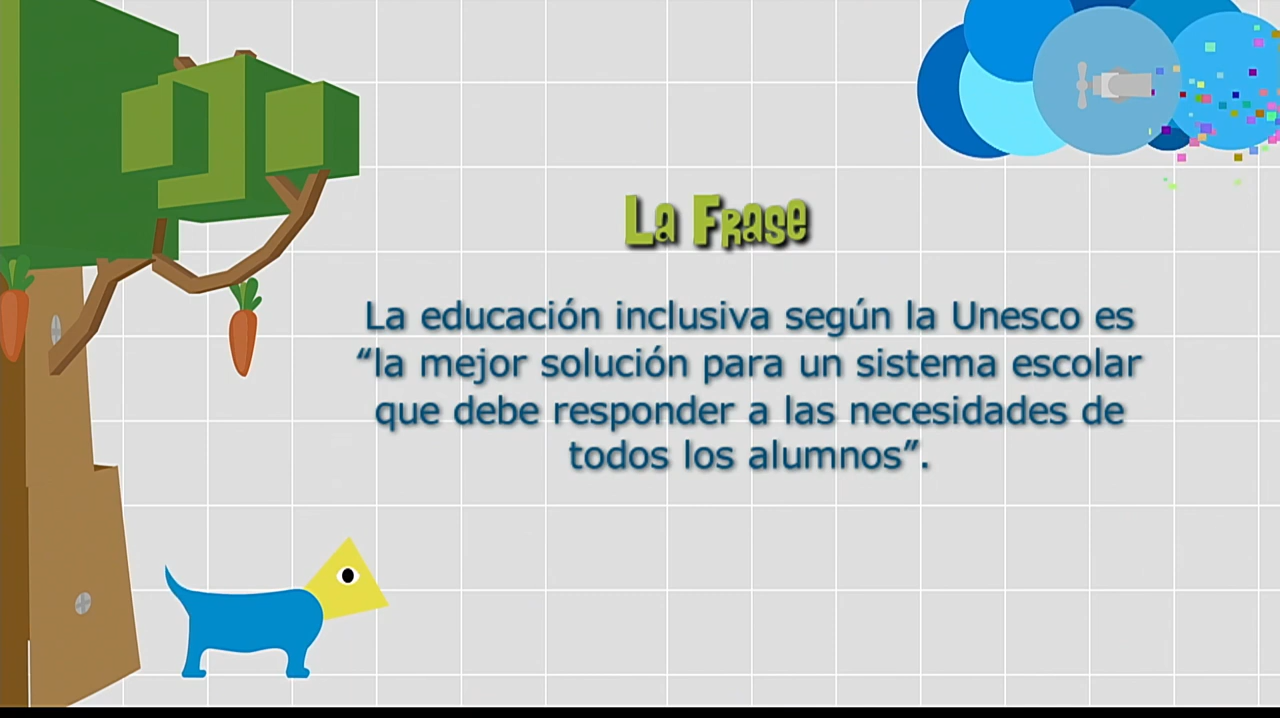 La Frase
La educación inclusiva según la Unesco es
“la mejor solución para un sistema escolar
que debe responder a las necesidades de
todos los alumnos”.